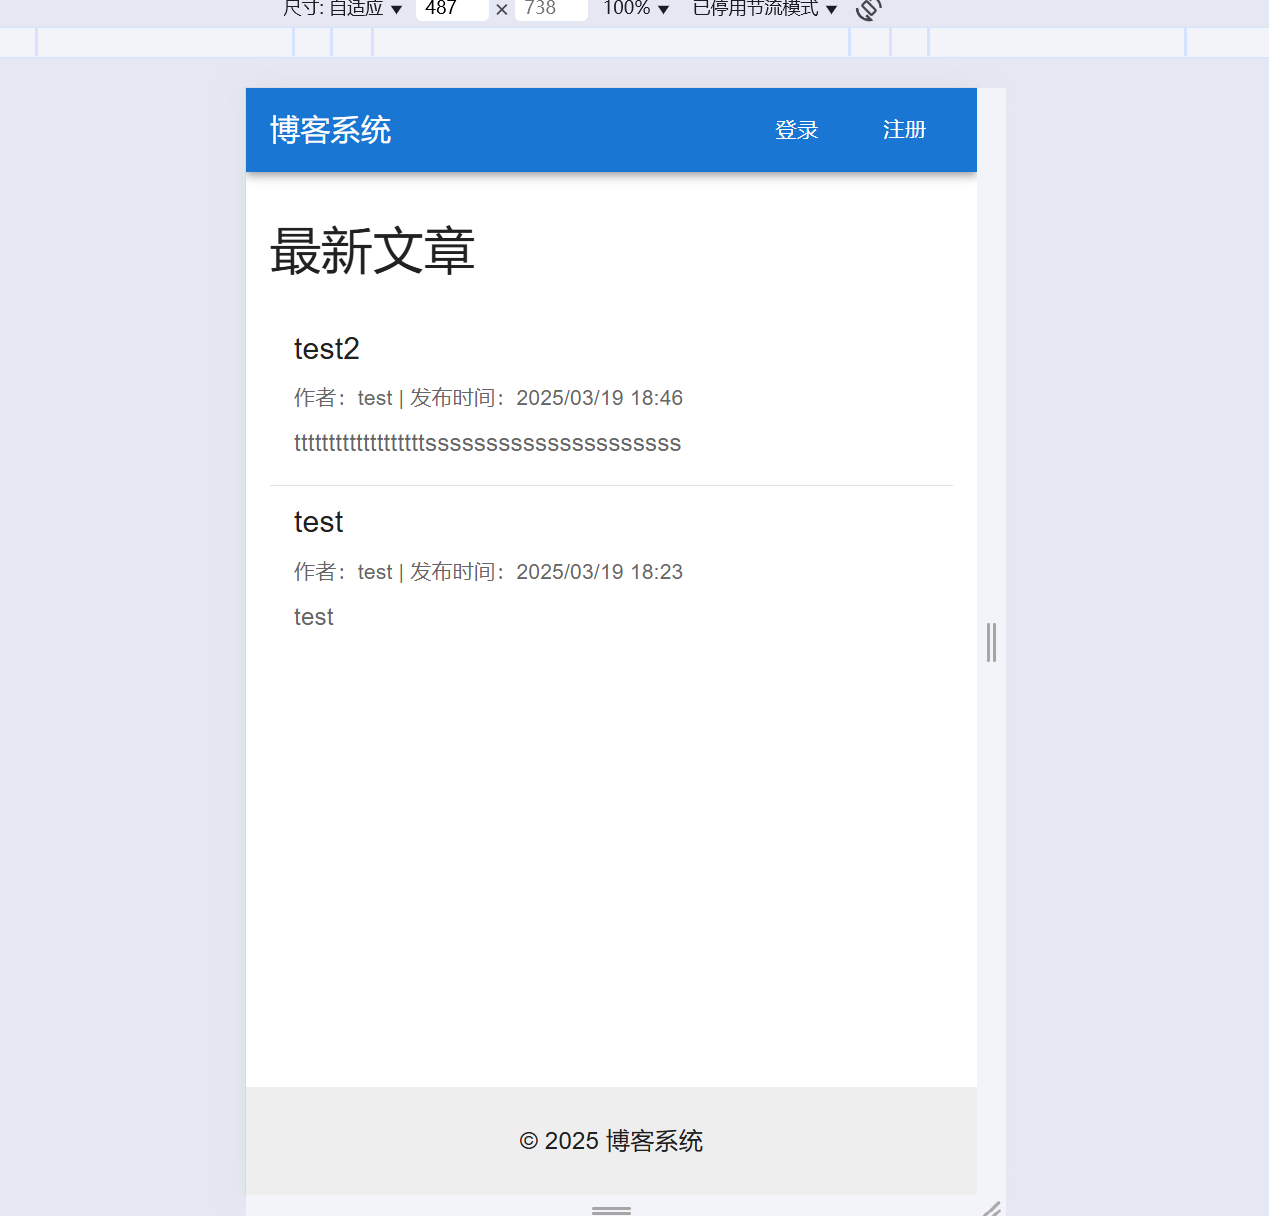 尺寸: 自适应 ▼ 487 × 738 100% ▼ 已停用节流模式 ▼
博客系统 登录 注册
最新文章
test2
作者：test | 发布时间：2025/03/19 18:46
tttttttttttttttttttsssssssssssssssssssss
test
作者：test | 发布时间：2025/03/19 18:23
test
© 2025 博客系统